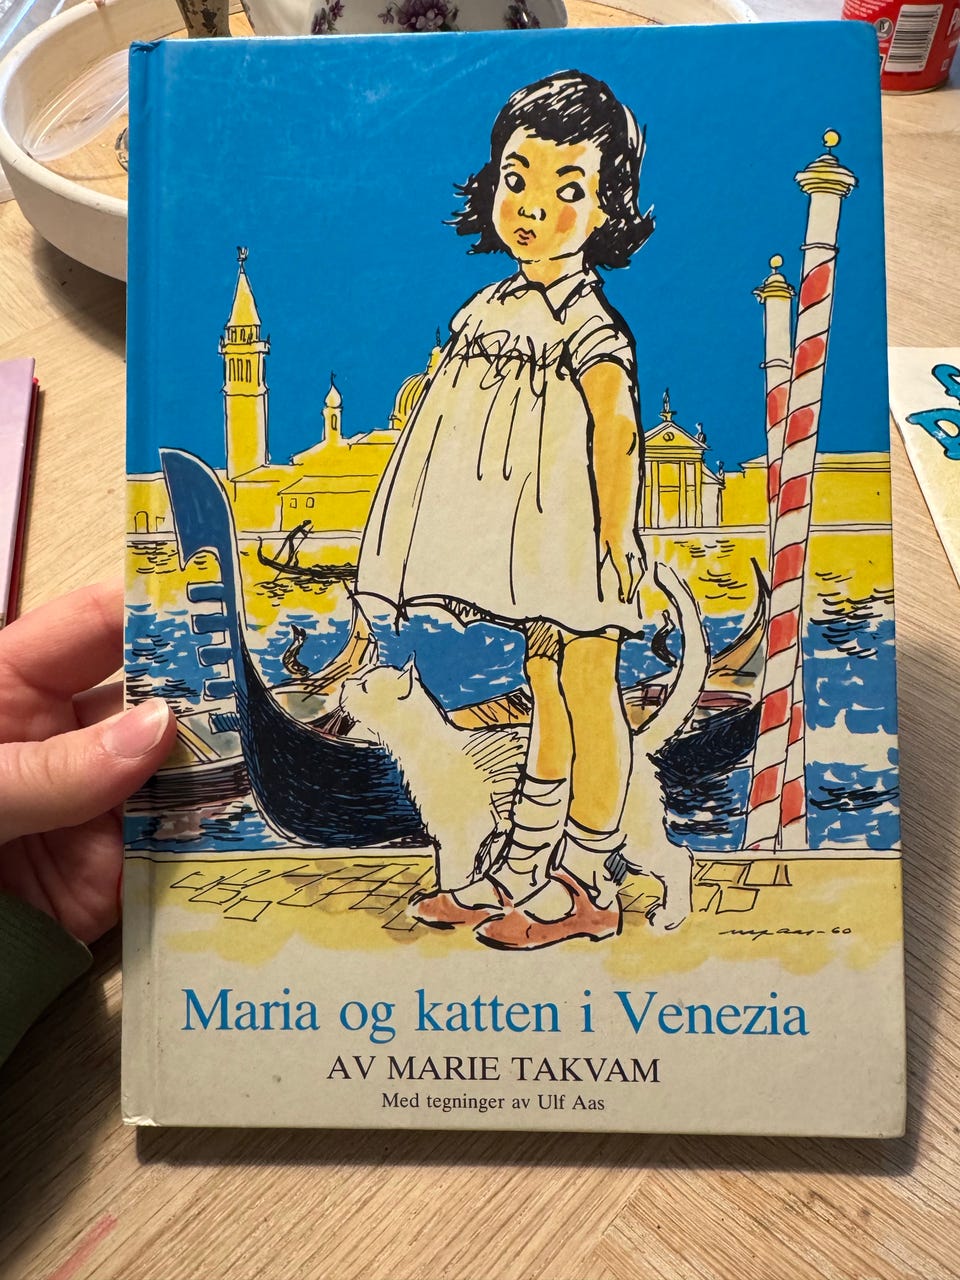 Maria og katten i Venezia
AV MARIE TAKVAM
Med tegninger av Ulf Aas